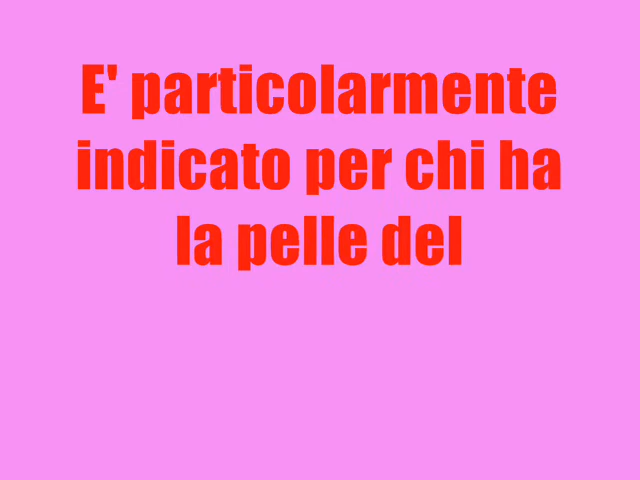 E' particolarmente
indicato per chi ha
la pelle del